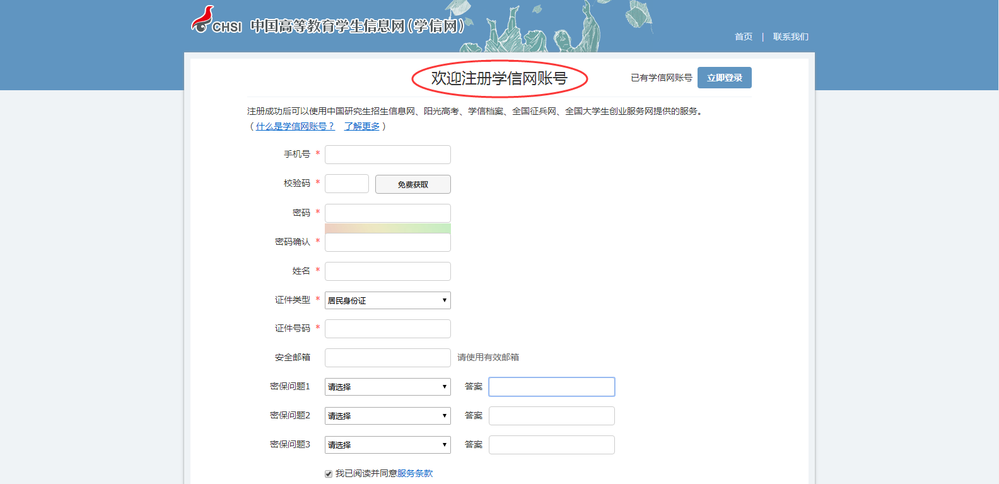 CHSI 中国高等教育学生信息网(学信网)
首页 | 联系我们
欢迎注册学信网账号
已有学信网账号 立即登录
注册成功后可以使用中国研究生招生信息网、阳光高考、学信档案、全国征兵网、全国大学生创业服务网提供的服务。
（什么是学信网账号？ 了解更多）
手机号 *
校验码 * 免费获取
密码 *
密码确认 *
姓名 *
证件类型 * 居民身份证
证件号码 *
安全邮箱 请使用有效邮箱
密保问题1 请选择 答案
密保问题2 请选择 答案
密保问题3 请选择 答案
我已阅读并同意服务条款